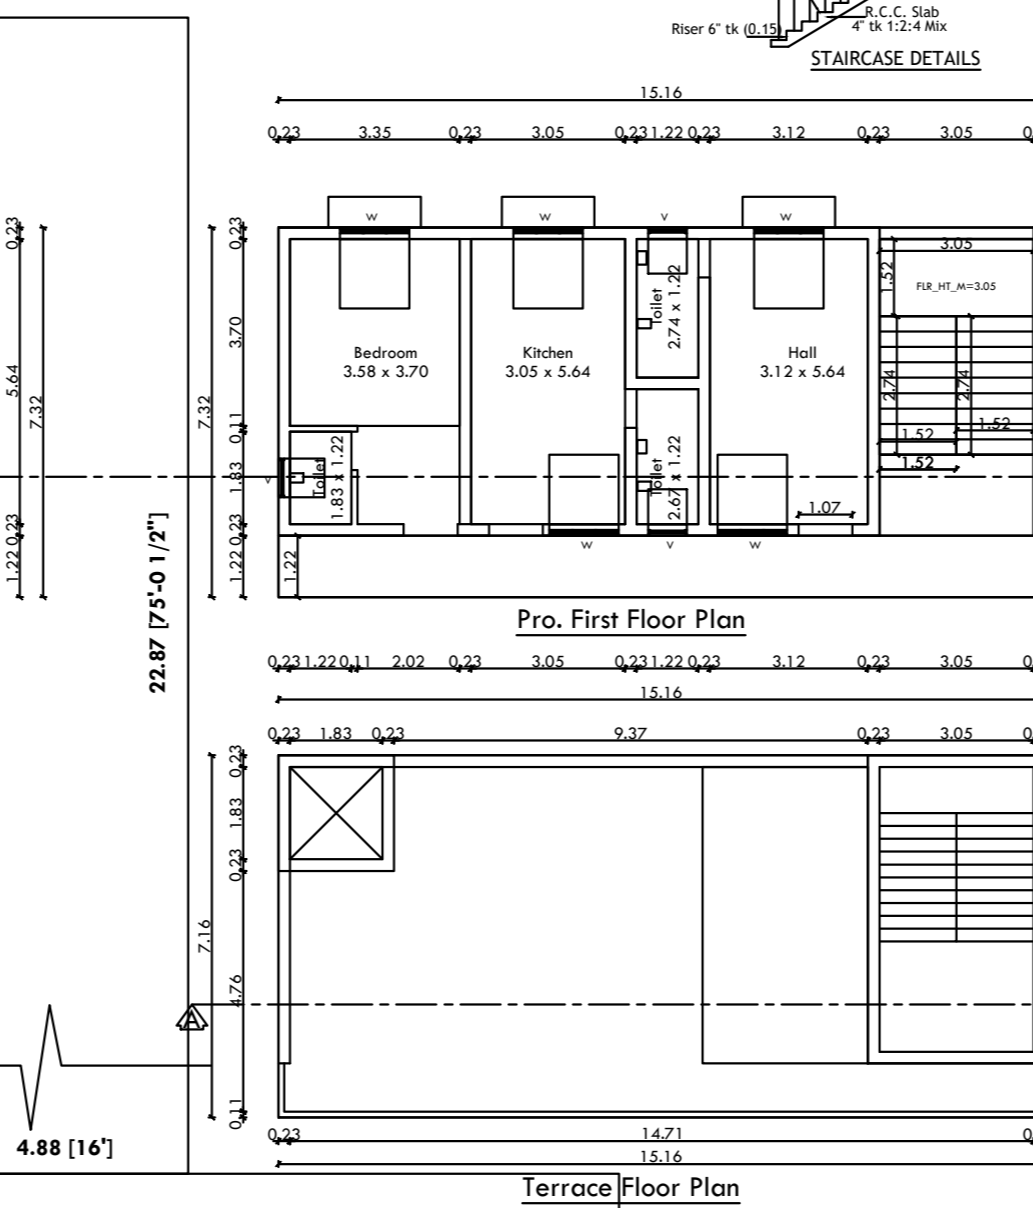 Riser 6" tk (0.15)
R.C.C. Slab
4" tk 1:2:4 Mix
STAIRCASE DETAILS
15.16
0.23 3.35 0.23 3.05 0.23 1.22 0.23 3.12 0.23 3.05
W W V W
0.23 7.32 5.64 0.23 1.22
7.32 0.23 3.70 0.11 1.83 0.23 1.22
3.05
1.52
FLR_HT_M=3.05
Bedroom
3.58 x 3.70
Kitchen
3.05 x 5.64
Toilet
2.74 x 1.22
Hall
3.12 x 5.64
2.74 2.74
1.52
1.52
1.52
Toilet
1.83 x 1.22
Toilet
2.67 x 1.22
V
1.07
W V W
1.22
22.87 [75'-0 1/2"]
Pro. First Floor Plan
0.23 1.22 0.11 2.02 0.23 3.05 0.23 1.22 0.23 3.12 0.23 3.05
15.16
0.23 1.83 0.23 9.37 0.23 3.05
7.16 0.23 1.83 0.23 4.76 0.11
A
4.88 [16']
0.23 14.71
15.16
Terrace Floor Plan